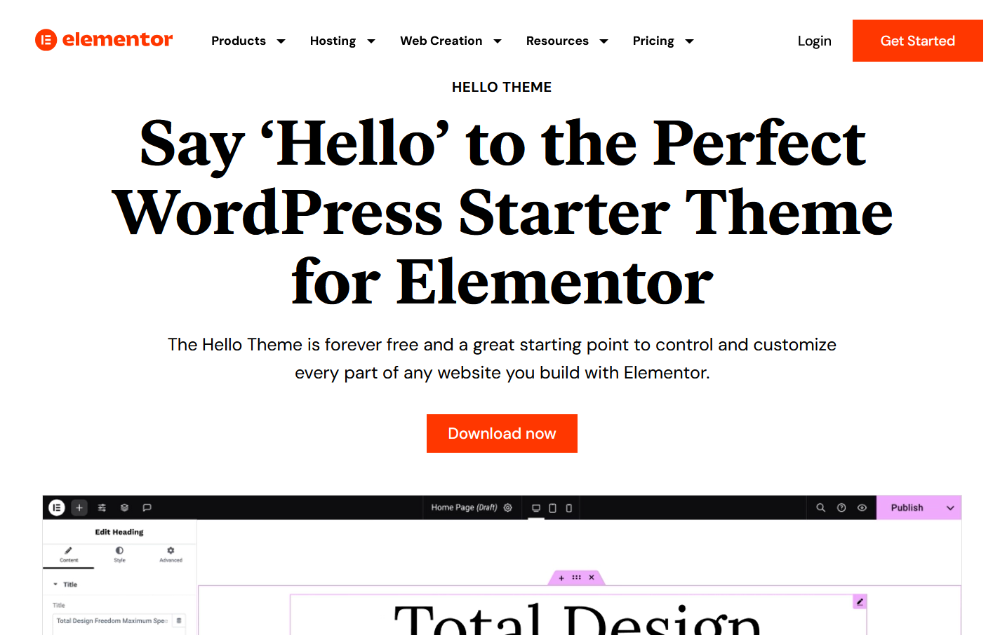 elementor
Products Hosting Web Creation Resources Pricing Login Get Started
HELLO THEME
Say ‘Hello’ to the Perfect
WordPress Starter Theme
for Elementor
The Hello Theme is forever free and a great starting point to control and customize
every part of any website you build with Elementor.
Download now
Home Page (Draft) Publish
Edit Heading
Content Style Advanced
Title
Title
Total Design Freedom Maximum Spe
Total Design